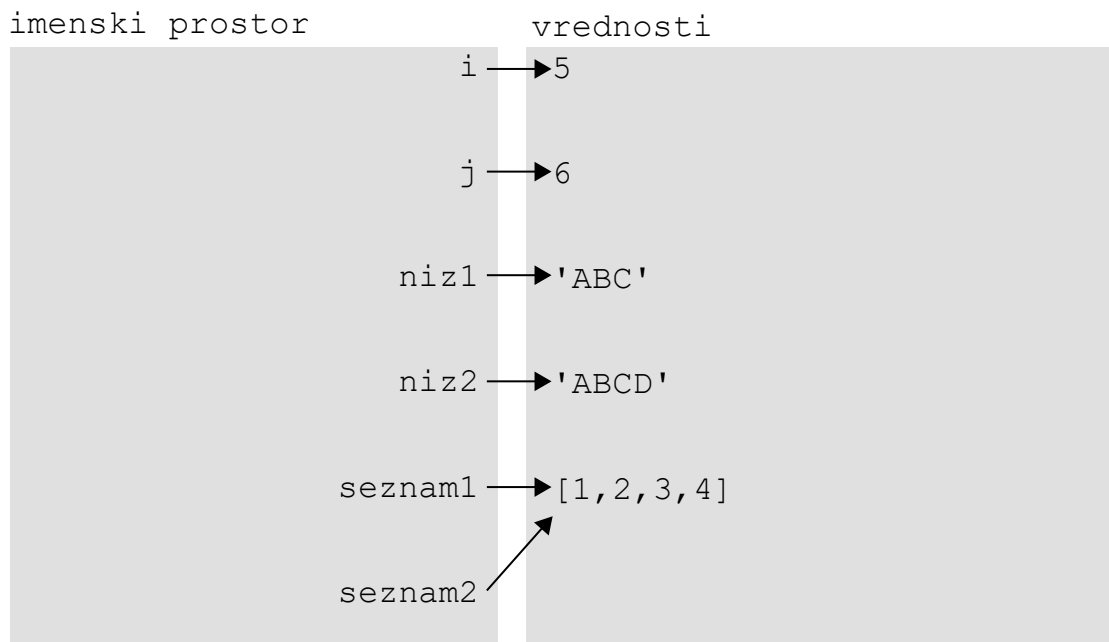 imenski prostor
vrednosti
i 5
j 6
niz1 'ABC'
niz2 'ABCD'
seznam1 [1,2,3,4]
seznam2